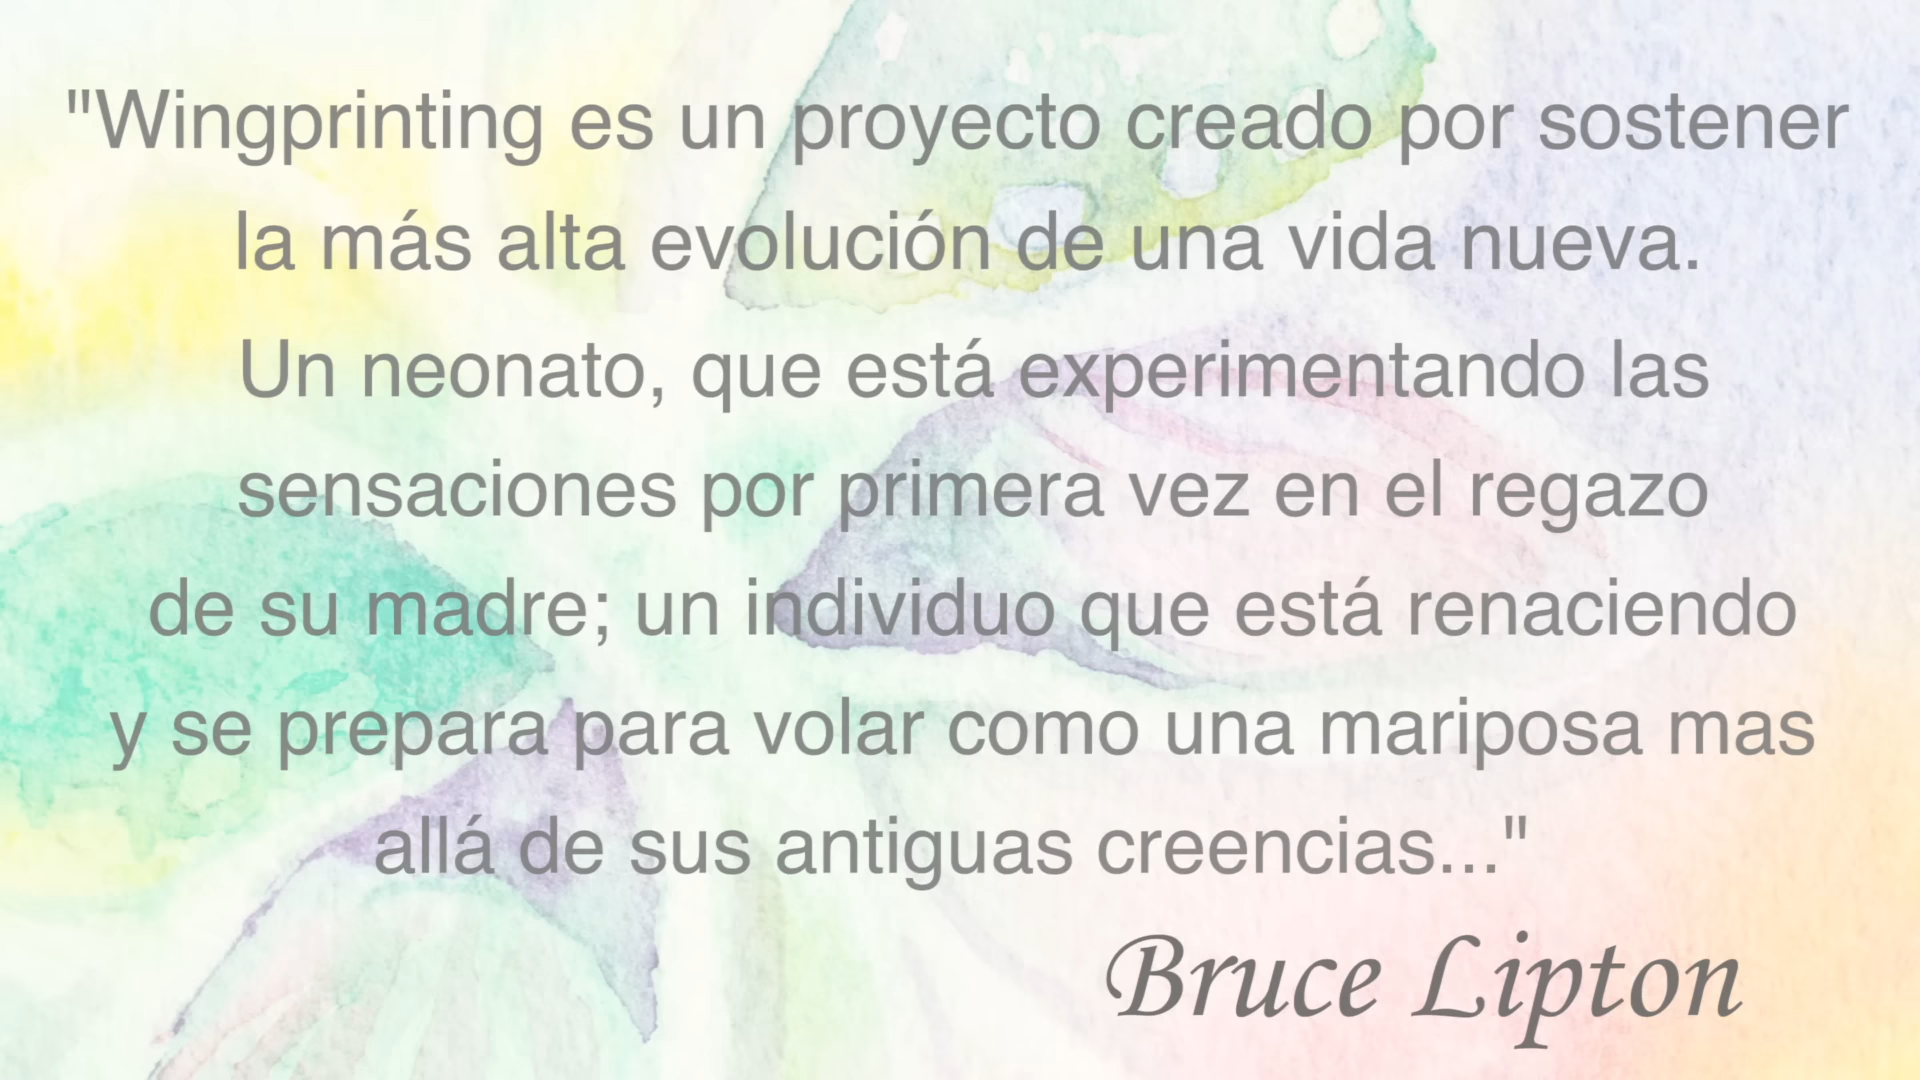 "Wingprinting es un proyecto creado por sostener
la más alta evolución de una vida nueva.
Un neonato, que está experimentando las
sensaciones por primera vez en el regazo
de su madre; un individuo que está renaciendo
y se prepara para volar como una mariposa mas
allá de sus antiguas creencias..."
Bruce Lipton